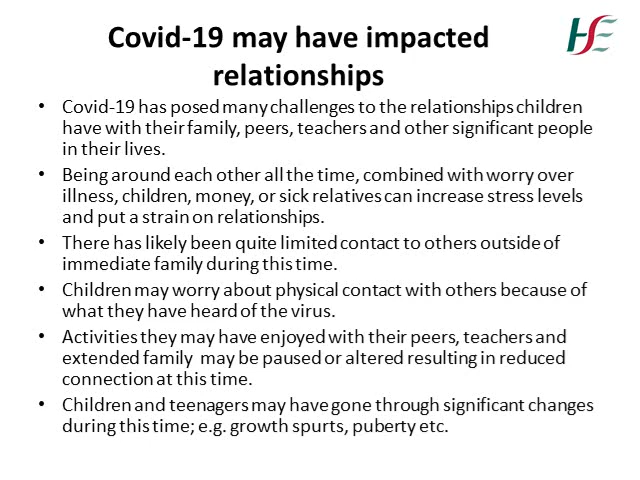 Covid-19 may have impacted
relationships
HSE
• Covid-19 has posed many challenges to the relationships children
have with their family, peers, teachers and other significant people
in their lives.
• Being around each other all the time, combined with worry over
illness, children, money, or sick relatives can increase stress levels
and put a strain on relationships.
• There has likely been quite limited contact to others outside of
immediate family during this time.
• Children may worry about physical contact with others because of
what they have heard of the virus.
• Activities they may have enjoyed with their peers, teachers and
extended family  may be paused or altered resulting in reduced
connection at this time.
• Children and teenagers may have gone through significant changes
during this time; e.g. growth spurts, puberty etc.